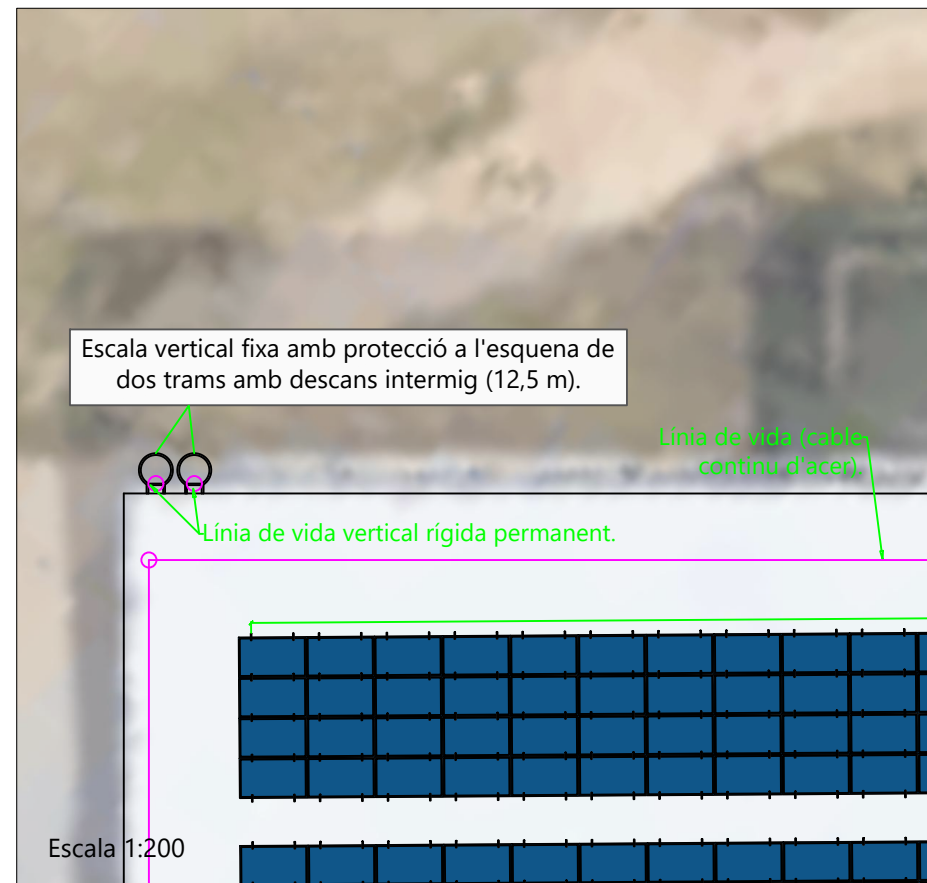 Escala vertical fixa amb protecció a l'esquena de
dos trams amb descans intermig (12,5 m).
Línia de vida (cable
continu d'acer).
Línia de vida vertical rígida permanent.
Escala 1:200